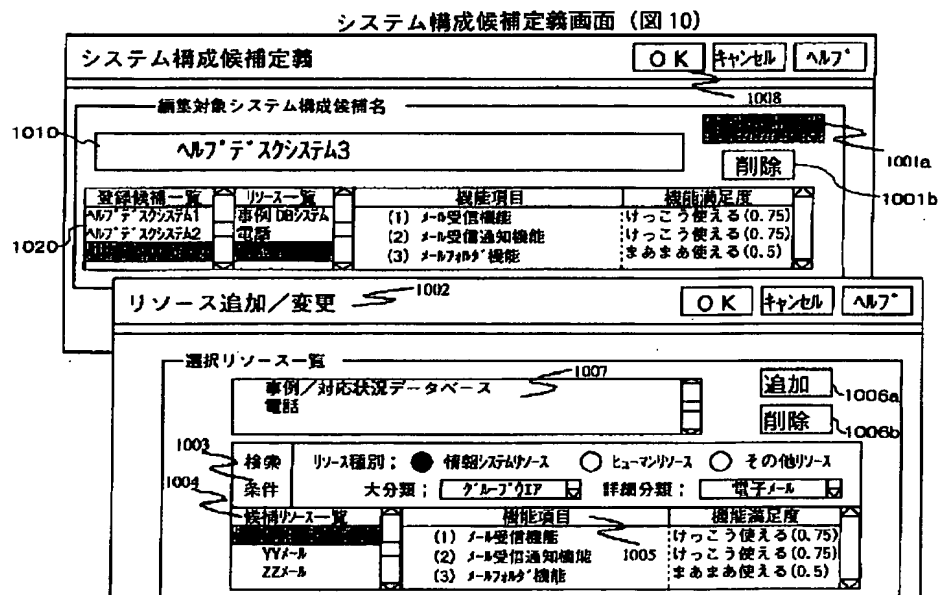 システム構成候補定義画面 (図10)
システム構成候補定義
OK
キャンセル
ヘルプ
1008
編集対象システム構成候補名
1010
ヘルプデスクシステム3
1001a
削除
1001b
登録候補一覧 リソース一覧 機能項目 機能満足度
ヘルプデスクシステム1 事例DBシステム (1) メール受信機能 けっこう使える(0.75)
ヘルプデスクシステム2 電話 (2) メール受信通知機能 けっこう使える(0.75)
1020
(3) メールフォルダ機能 まあまあ使える(0.5)
リソース追加/変更
1002
OK
キャンセル
ヘルプ
選択リソース一覧
1007
事例/対応状況データベース
電話
追加
1006a
削除
1006b
1003
検索条件
リソース種別: 情報システムリソース ヒューマンリソース その他リソース
大分類; グループウエア 詳細分類: 電子メール
1004
候補リソース一覧 機能項目 機能満足度
(1) メール受信機能 けっこう使える(0.75)
YYメール (2) メール受信通知機能 1005 けっこう使える(0.75)
ZZメール (3) メールフォルダ機能 まあまあ使える(0.5)